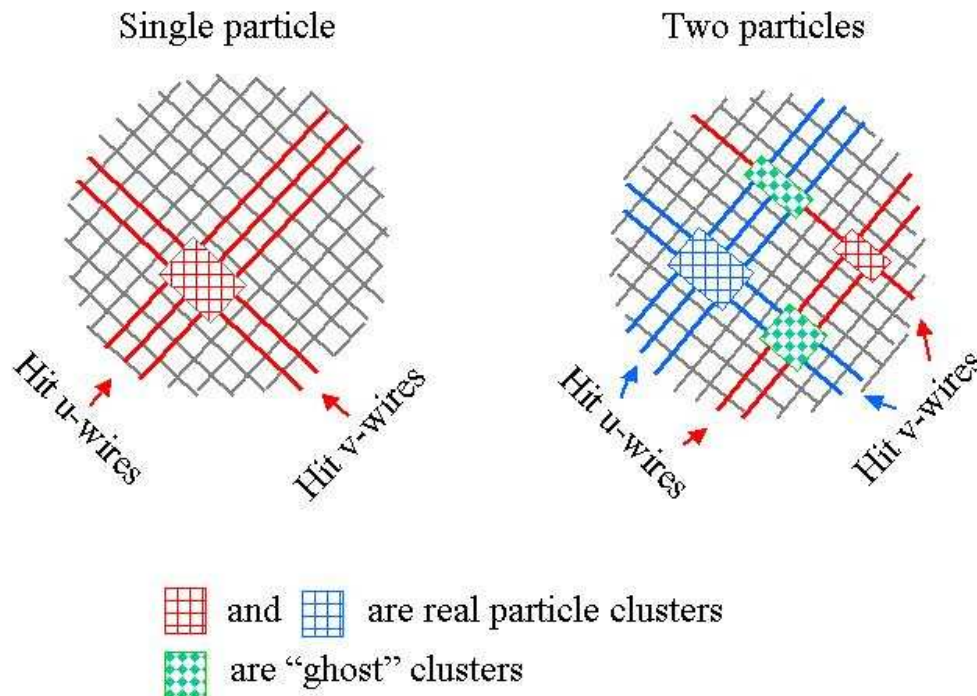 Single particle
Two particles
Hit u-wires
Hit v-wires
Hit u-wires
Hit v-wires
and
are real particle clusters
are “ghost” clusters